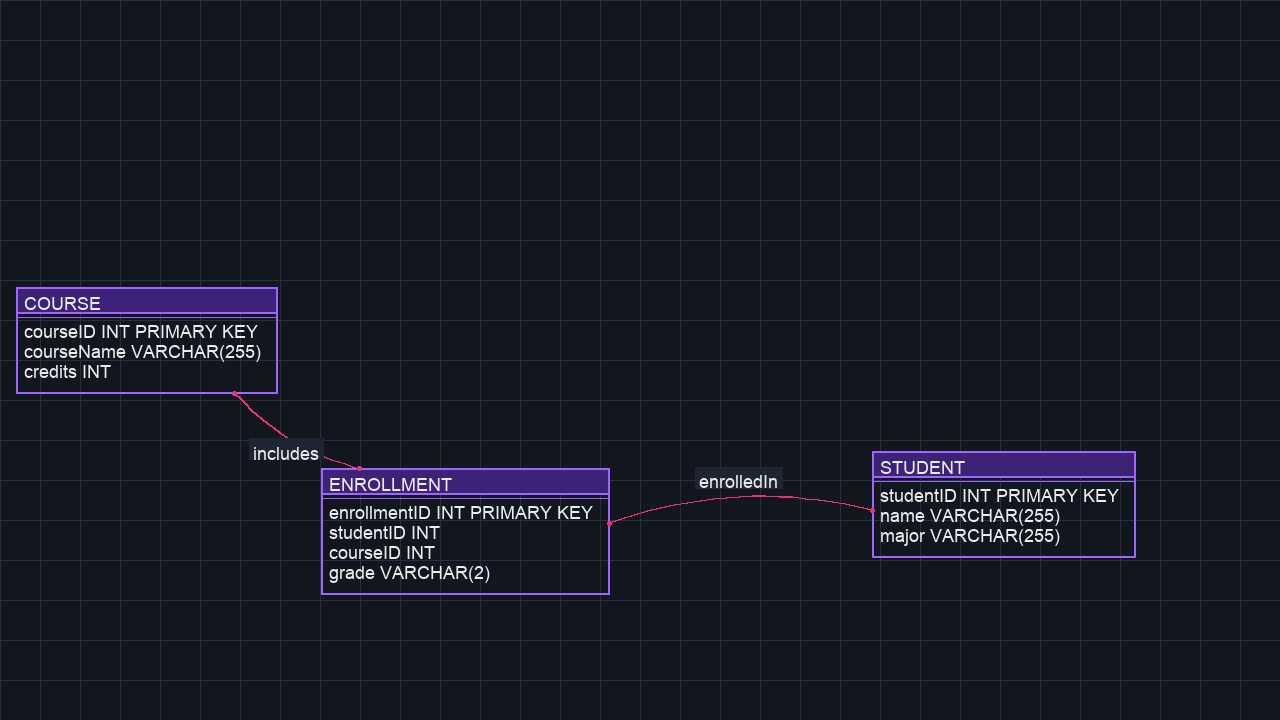 COURSE
courseID INT PRIMARY KEY
courseName VARCHAR(255)
credits INT
includes
ENROLLMENT
enrollmentID INT PRIMARY KEY
studentID INT
courseID INT
grade VARCHAR(2)
enrolledIn
STUDENT
studentID INT PRIMARY KEY
name VARCHAR(255)
major VARCHAR(255)